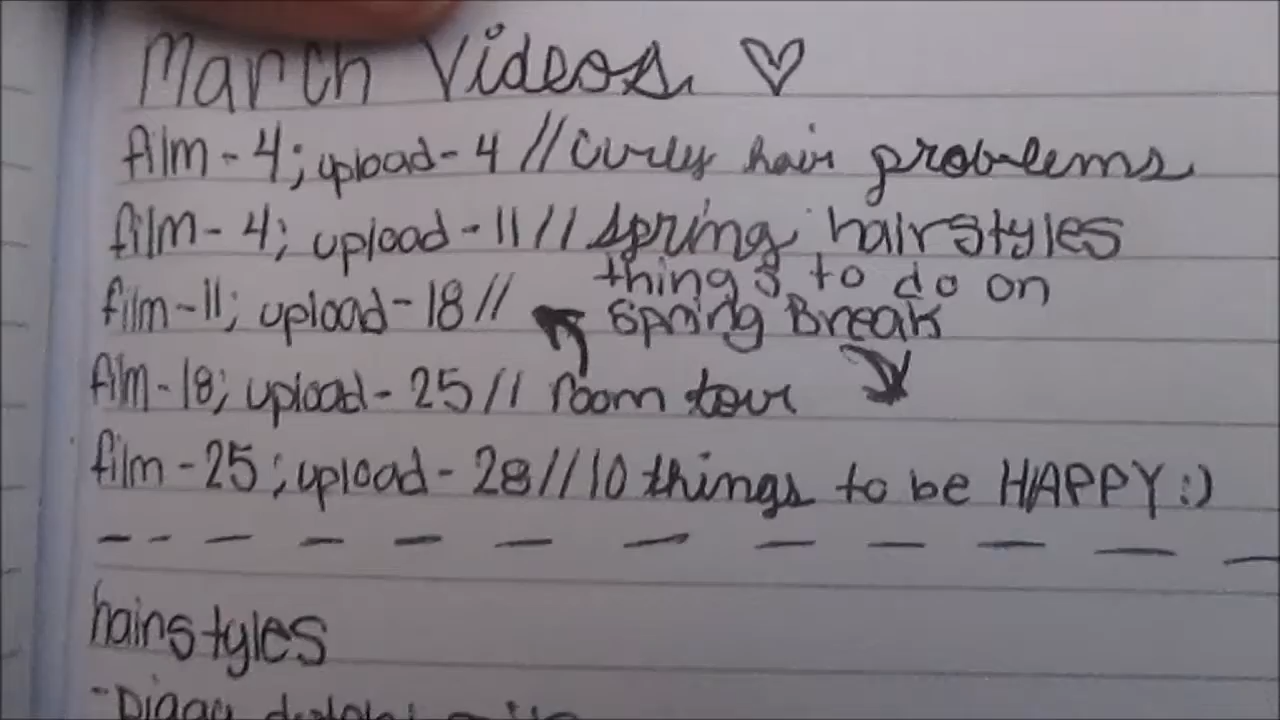 March Videos ♡
film - 4; upload - 4 // curly hair problems
film - 4; upload - 11 // spring hairstyles
things to do on
film - 11; upload - 18 // Spring Break
film - 18; upload - 25 // room tour
film - 25; upload - 28 // 10 things to be HAPPY :)
hairstyles